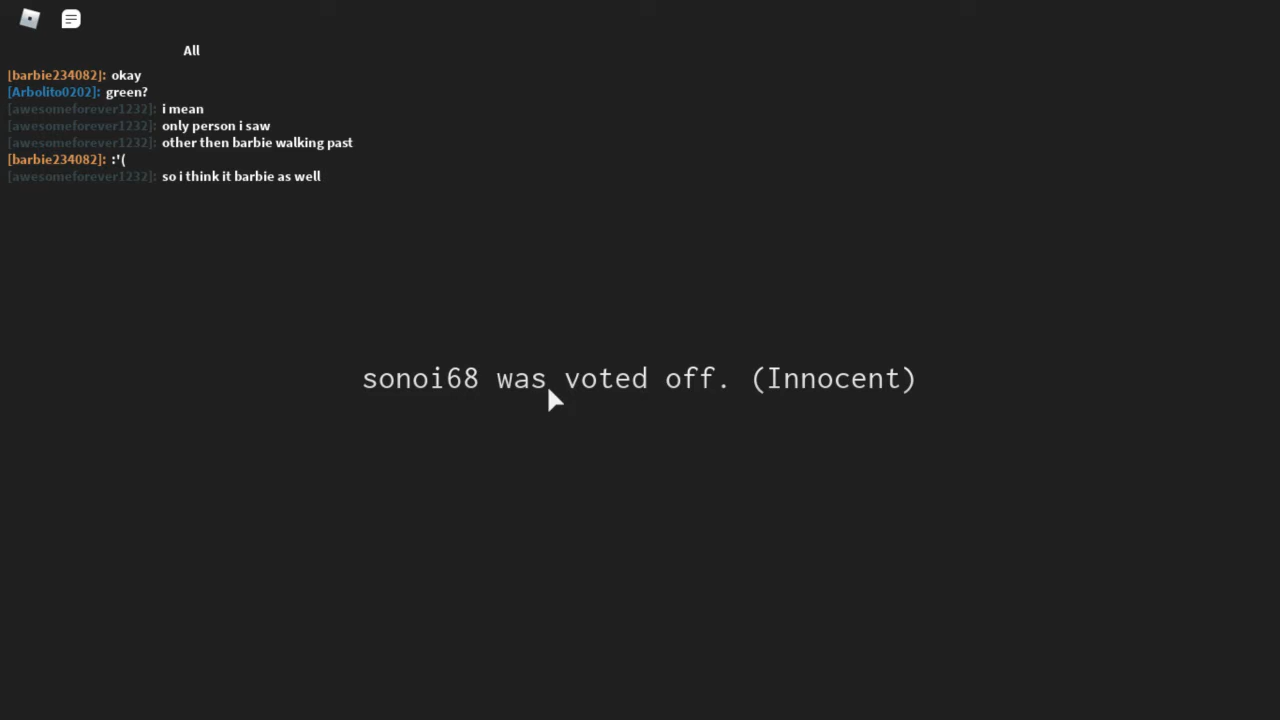 All
[barbie234082]: okay
[Arbolito0202]: green?
[awesomeforever1232]: i mean
[awesomeforever1232]: only person i saw
[awesomeforever1232]: other then barbie walking past
[barbie234082]: :'(
[awesomeforever1232]: so i think it barbie as well
sonoi68 was voted off. (Innocent)